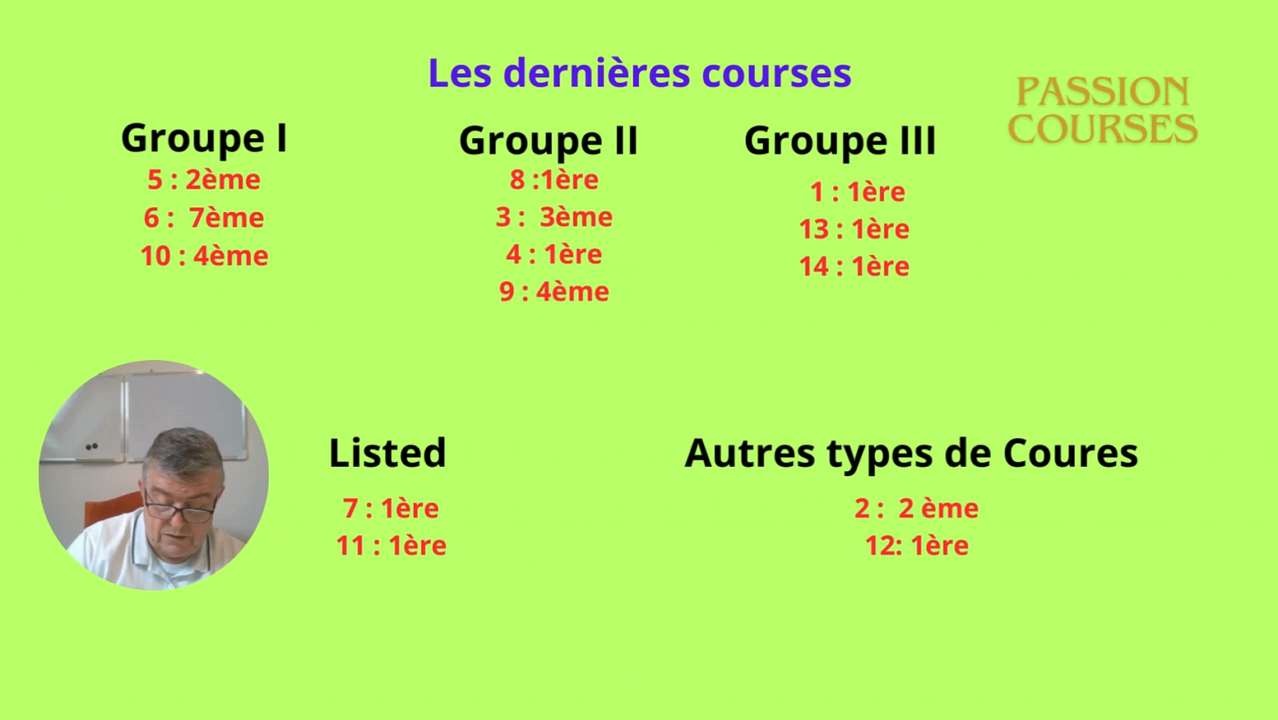 Les dernières courses
PASSION
COURSES
Groupe I
5 : 2ème
6 :  7ème
10 : 4ème
Groupe II
8 :1ère
3 :  3ème
4 : 1ère
9 : 4ème
Groupe III
1 : 1ère
13 : 1ère
14 : 1ère
Listed
7 : 1ère
11 : 1ère
Autres types de Coures
2 :  2 ème
12: 1ère